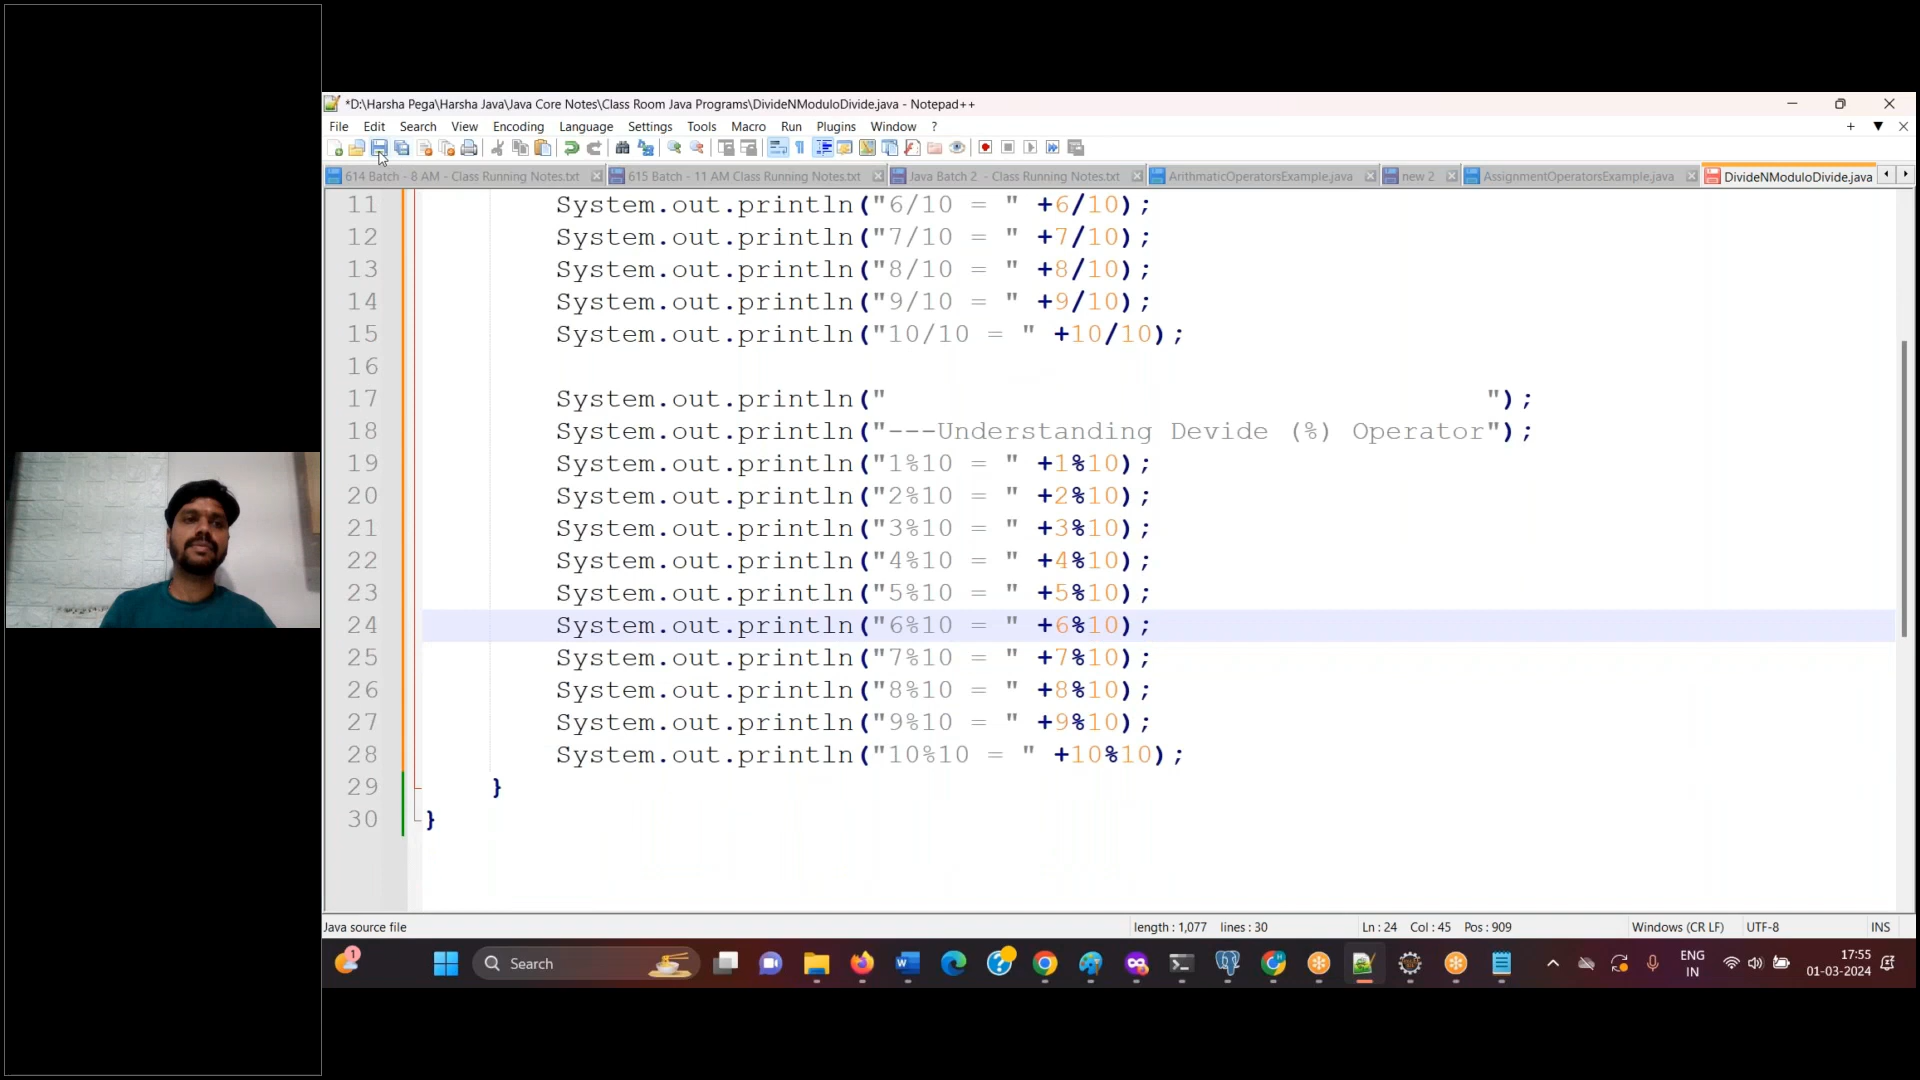 *D:\Harsha Pega\Harsha Java\Java Core Notes\Class Room Java Programs\DivideNModuloDivide.java - Notepad++
File Edit Search View Encoding Language Settings Tools Macro Run Plugins Window ?
614 Batch - 8 AM - Class Running Notes.txt 615 Batch - 11 AM Class Running Notes.txt Java Batch 2 - Class Running Notes.txt ArithmaticOperatorsExample.java new 2 AssignmentOperatorsExample.java DivideNModuloDivide.java
11 System.out.println("6/10 = " +6/10);
12 System.out.println("7/10 = " +7/10);
13 System.out.println("8/10 = " +8/10);
14 System.out.println("9/10 = " +9/10);
15 System.out.println("10/10 = " +10/10);
16
17 System.out.println(" ");
18 System.out.println("---Understanding Devide (%) Operator");
19 System.out.println("1%10 = " +1%10);
20 System.out.println("2%10 = " +2%10);
21 System.out.println("3%10 = " +3%10);
22 System.out.println("4%10 = " +4%10);
23 System.out.println("5%10 = " +5%10);
24 System.out.println("6%10 = " +6%10);
25 System.out.println("7%10 = " +7%10);
26 System.out.println("8%10 = " +8%10);
27 System.out.println("9%10 = " +9%10);
28 System.out.println("10%10 = " +10%10);
29 }
30 }
Java source file length : 1,077 lines : 30 Ln : 24 Col : 45 Pos : 909 Windows (CR LF) UTF-8 INS
1 Search ENG 17:55
IN 01-03-2024